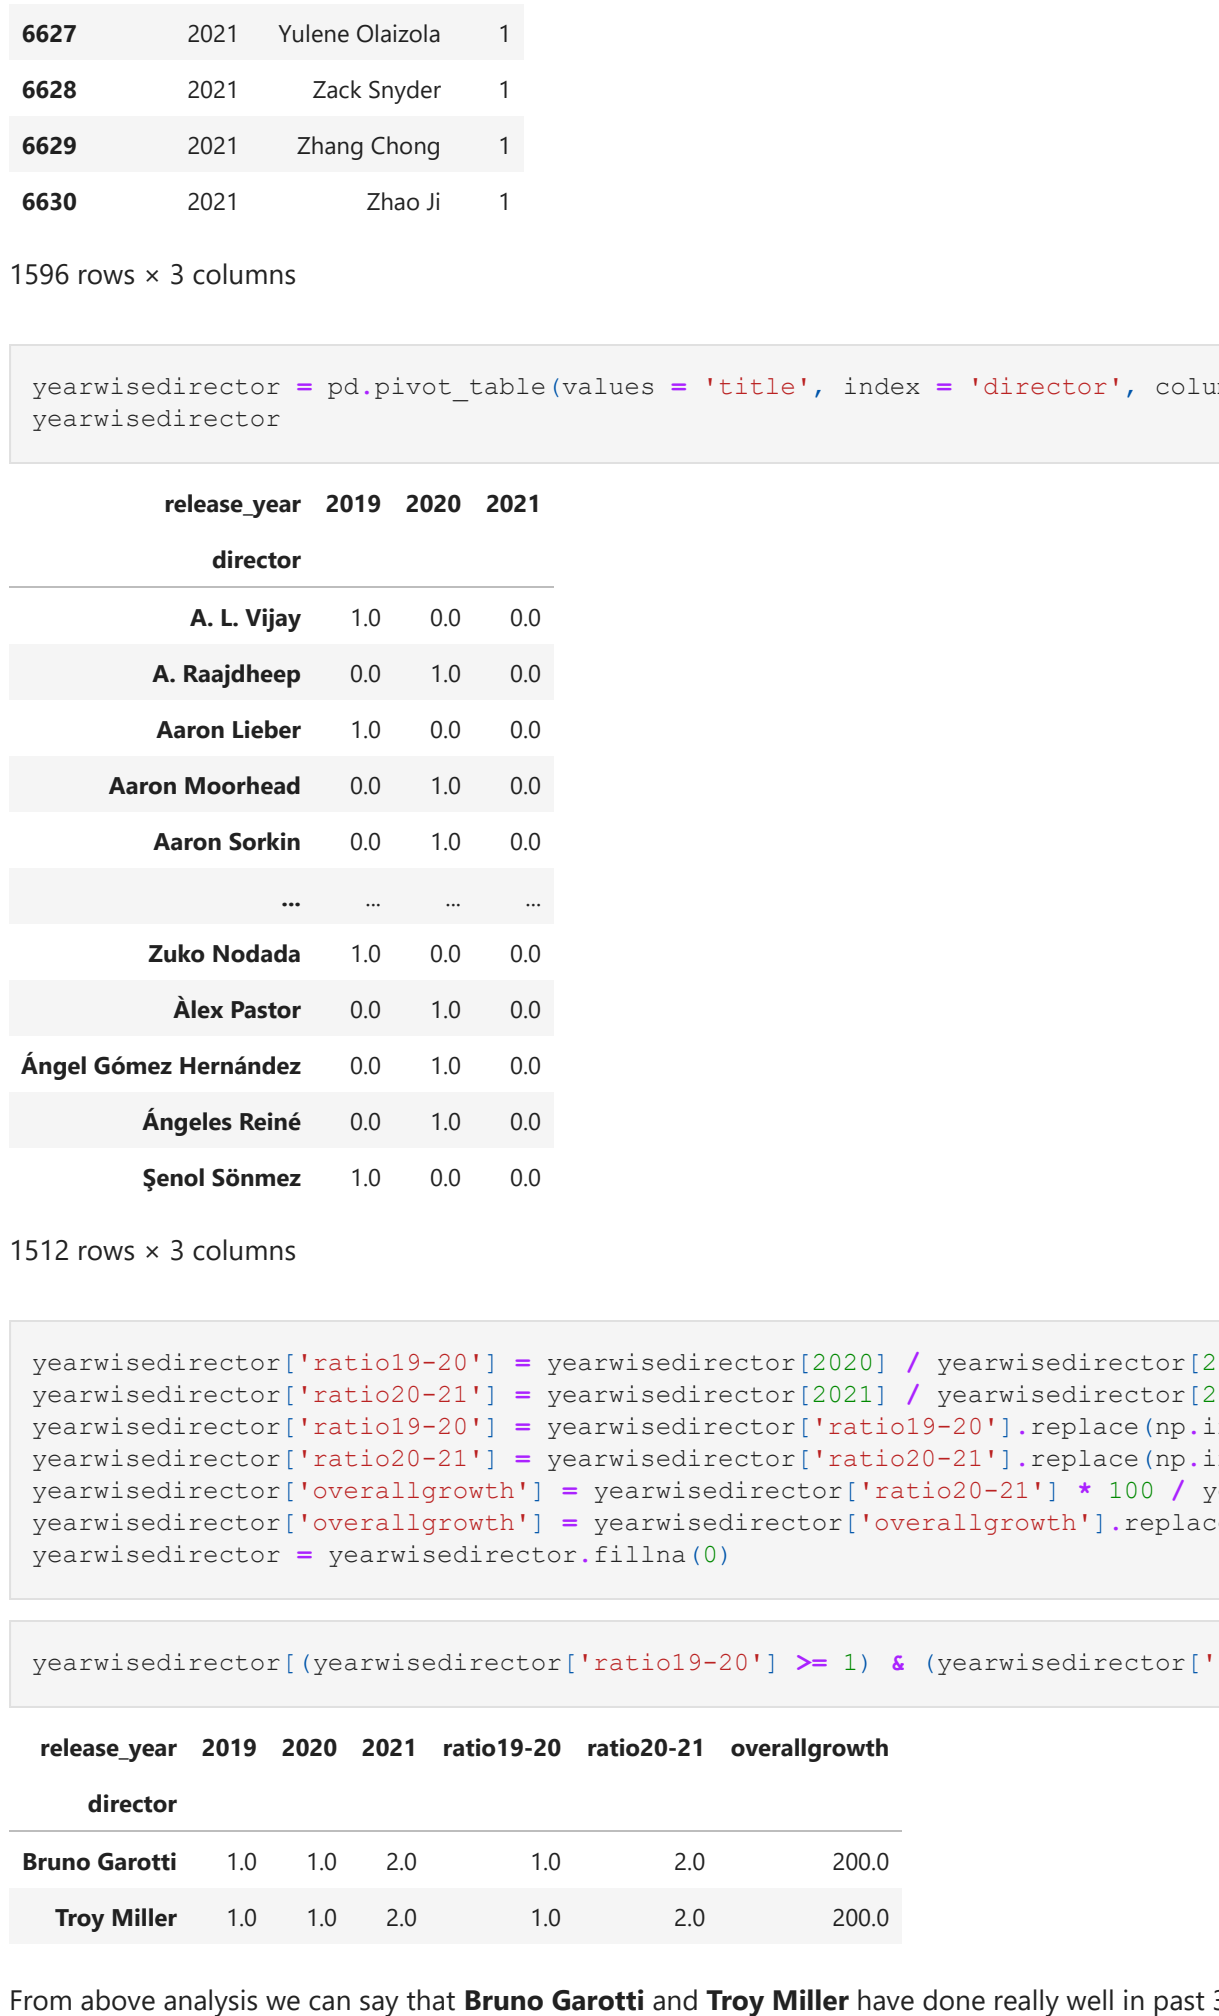 6627 2021 Yulene Olaizola 1
6628 2021 Zack Snyder 1
6629 2021 Zhang Chong 1
6630 2021 Zhao Ji 1
1596 rows × 3 columns
yearwisedirector = pd.pivot_table(values = 'title', index = 'director', colu
yearwisedirector
release_year 2019 2020 2021
director
A. L. Vijay 1.0 0.0 0.0
A. Raajdheep 0.0 1.0 0.0
Aaron Lieber 1.0 0.0 0.0
Aaron Moorhead 0.0 1.0 0.0
Aaron Sorkin 0.0 1.0 0.0
... ... ... ...
Zuko Nodada 1.0 0.0 0.0
Àlex Pastor 0.0 1.0 0.0
Ángel Gómez Hernández 0.0 1.0 0.0
Ángeles Reiné 0.0 1.0 0.0
Şenol Sönmez 1.0 0.0 0.0
1512 rows × 3 columns
yearwisedirector['ratio19-20'] = yearwisedirector[2020] / yearwisedirector[2
yearwisedirector['ratio20-21'] = yearwisedirector[2021] / yearwisedirector[2
yearwisedirector['ratio19-20'] = yearwisedirector['ratio19-20'].replace(np.i
yearwisedirector['ratio20-21'] = yearwisedirector['ratio20-21'].replace(np.i
yearwisedirector['overallgrowth'] = yearwisedirector['ratio20-21'] * 100 / y
yearwisedirector['overallgrowth'] = yearwisedirector['overallgrowth'].replac
yearwisedirector = yearwisedirector.fillna(0)
yearwisedirector[(yearwisedirector['ratio19-20'] >= 1) & (yearwisedirector['
release_year 2019 2020 2021 ratio19-20 ratio20-21 overallgrowth
director
Bruno Garotti 1.0 1.0 2.0 1.0 2.0 200.0
Troy Miller 1.0 1.0 2.0 1.0 2.0 200.0
From above analysis we can say that Bruno Garotti and Troy Miller have done really well in past 3